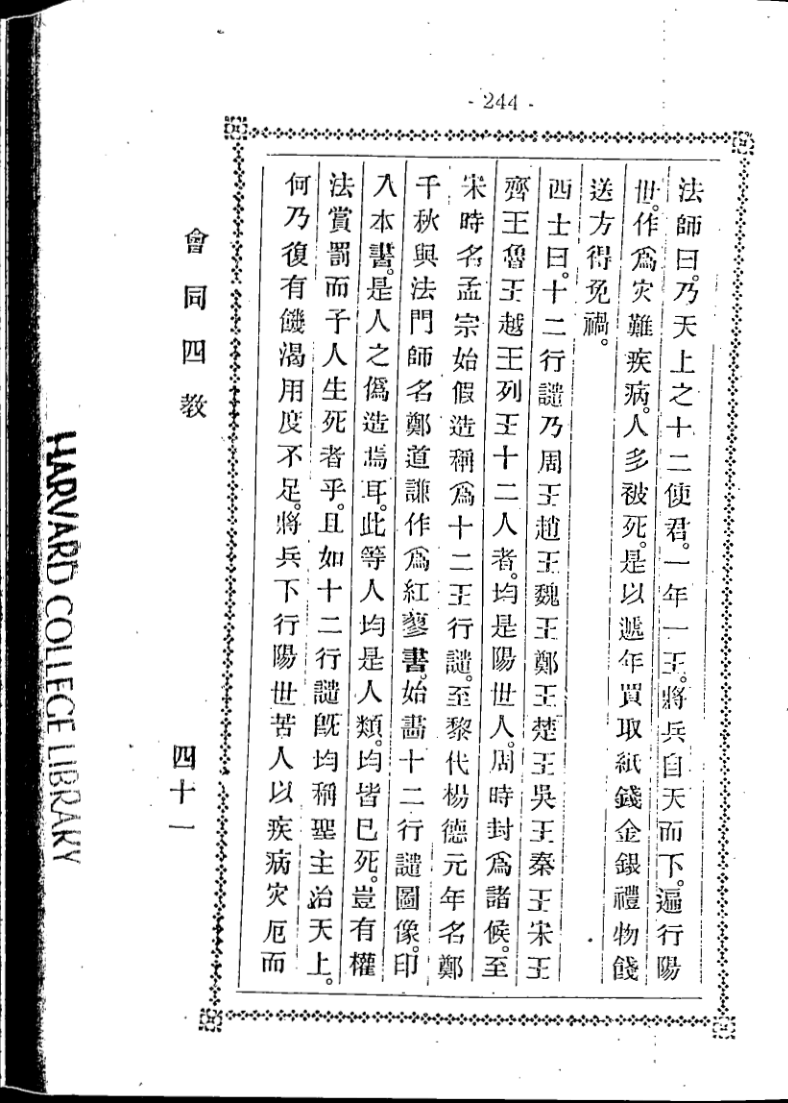 - 244 -
法師曰。乃天上之十二使君。一年一王。將兵自天而下。遍行陽
世。作爲灾難疾病。人多被死。是以遞年買取紙錢金銀禮物餞
送方得免禍。
西士曰。十二行譴乃周王趙王魏王鄭王楚王吳王秦王宋王
齊王魯王越王列王十二人者。均是陽世人。周時封爲諸候。至
宋時名孟宗始假造稱爲十二王行譴。至黎代楊德元年名鄭
千秋與法門師名鄭道謙作爲紅蓼書。始畵十二行譴圖像。印
入本書。是人之僞造焉耳。此等人均是人類。均皆已死。豈有權
法賞罰而予人生死者乎。且如十二行譴旣均稱聖主治天上。
何乃復有饑渴用度不足。將兵下行陽世苦人以疾病灾厄而
會同四教
四十一
HARVARD COLLEGE LIBRARY